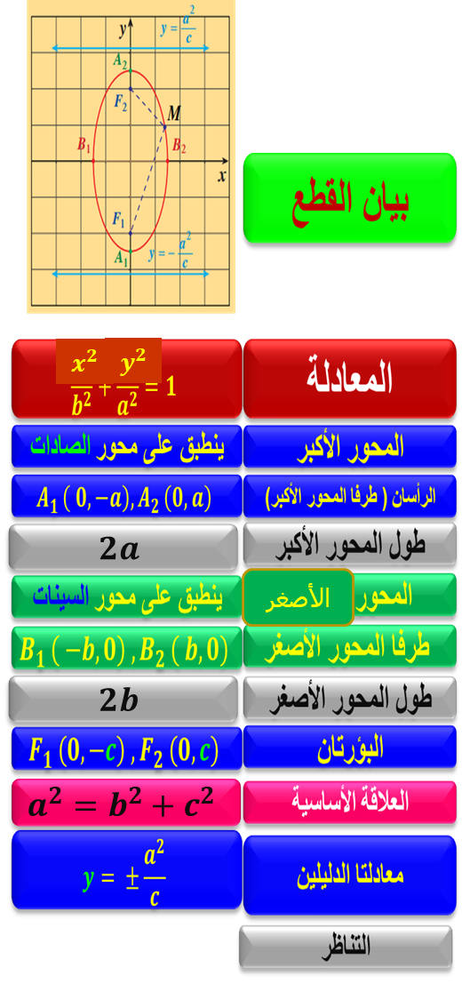 y
y = a²/c
A₂
F₂
M
B₁
B₂
x
F₁
A₁
y = - a²/c
بيان القطع
المعادلة
x²/b² + y²/a² = 1
المحور الأكبر
ينطبق على محور الصادات
الرأسان ( طرفا المحور الأكبر)
A₁ ( 0,−a), A₂ (0, a)
طول المحور الأكبر
2a
المحور الأصغر
ينطبق على محور السينات
طرفا المحور الأصغر
B₁ ( −b, 0) , B₂ ( b, 0)
طول المحور الأصغر
2b
البؤرتان
F₁ (0, −c) , F₂ (0, c)
العلاقة الأساسية
a² = b² + c²
معادلتا الدليلين
y = ± a²/c
التناظر